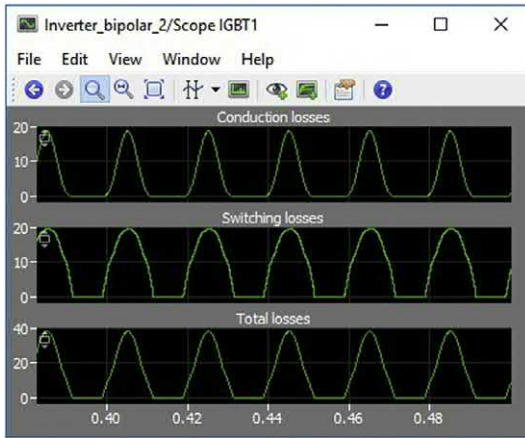 Inverter_bipolar_2/Scope IGBT1
File Edit View Window Help
Conduction losses
20
10
0
Switching losses
20
10
0
Total losses
40
20
0
0.40 0.42 0.44 0.46 0.48